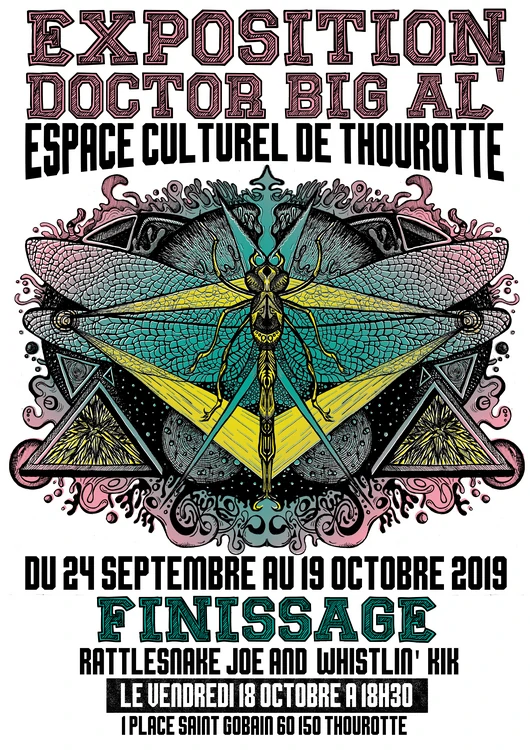 EXPOSITION
DOCTOR BIG AL'
ESPACE CULTUREL DE THOUROTTE
DU 24 SEPTEMBRE AU 19 OCTOBRE 2019
FINISSAGE
RATTLESNAKE JOE AND WHISTLIN' KIK
LE VENDREDI 18 OCTOBRE A 18H30
1 PLACE SAINT GOBAIN 60 150 THOUROTTE